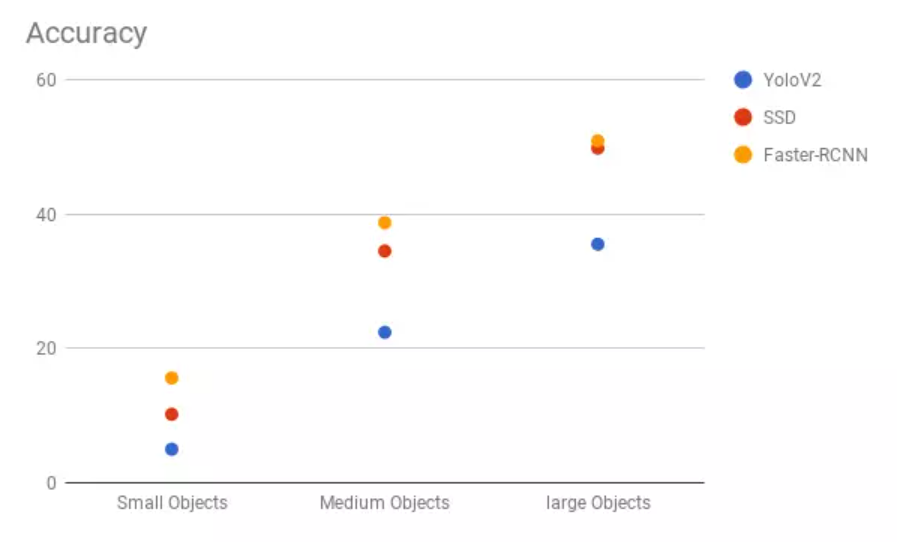 Accuracy
60
40
20
0
Small Objects
Medium Objects
large Objects
YoloV2
SSD
Faster-RCNN